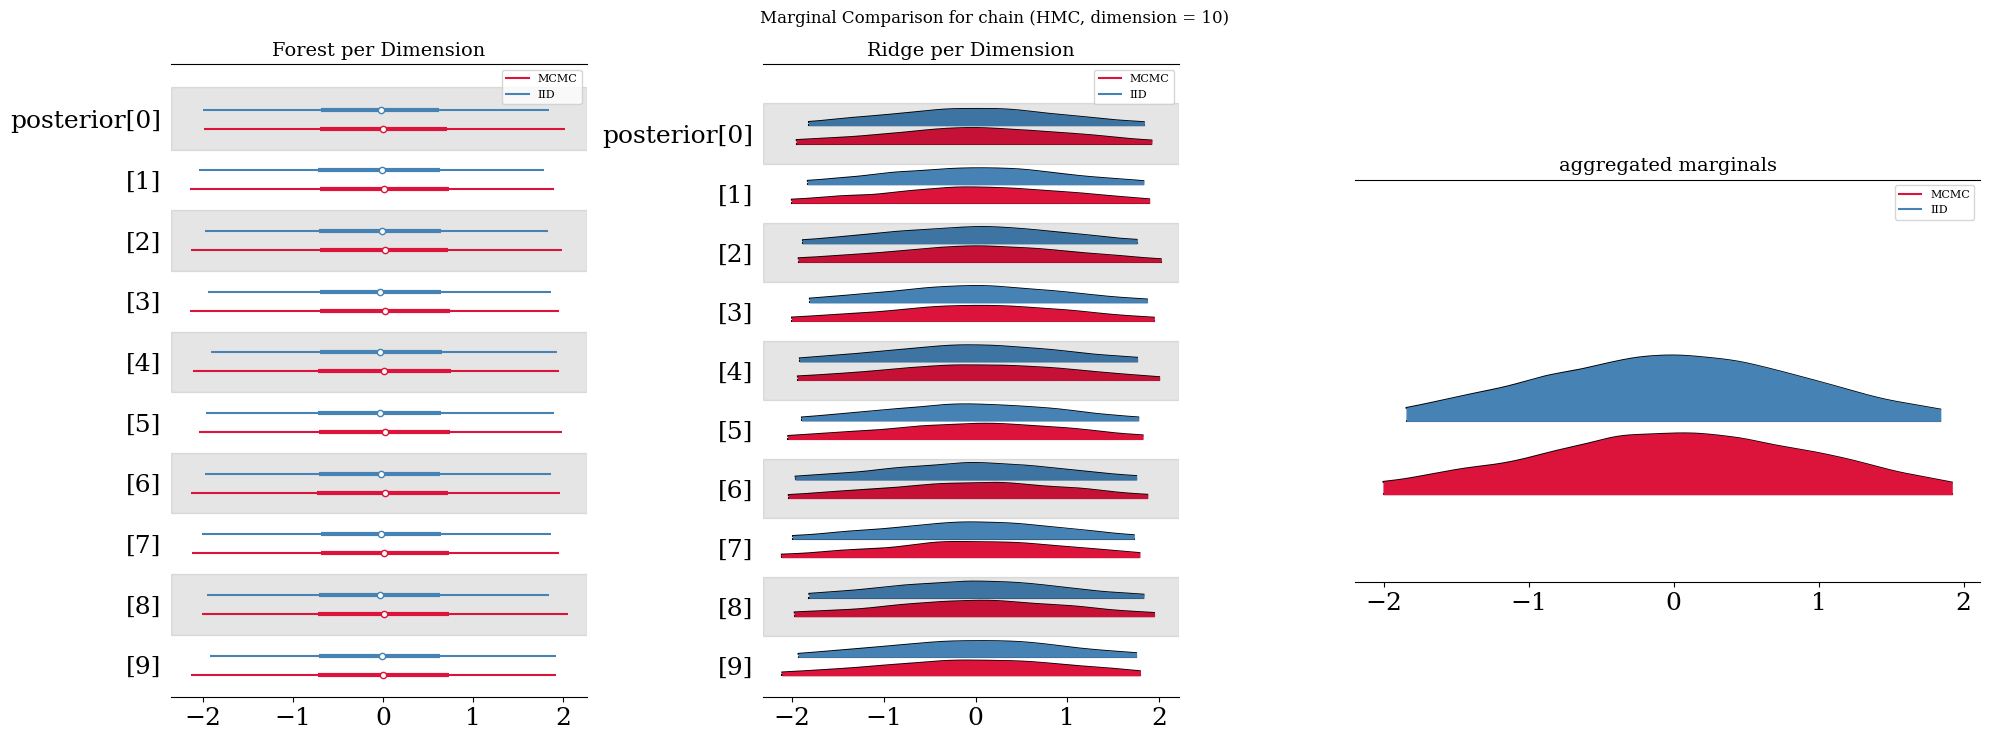 Marginal Comparison for chain (HMC, dimension = 10)
Forest per Dimension
MCMC
IID
posterior[0]
[1]
[2]
[3]
[4]
[5]
[6]
[7]
[8]
[9]
−2 −1 0 1 2
Ridge per Dimension
MCMC
IID
posterior[0]
[1]
[2]
[3]
[4]
[5]
[6]
[7]
[8]
[9]
−2 −1 0 1 2
aggregated marginals
MCMC
IID
−2 −1 0 1 2